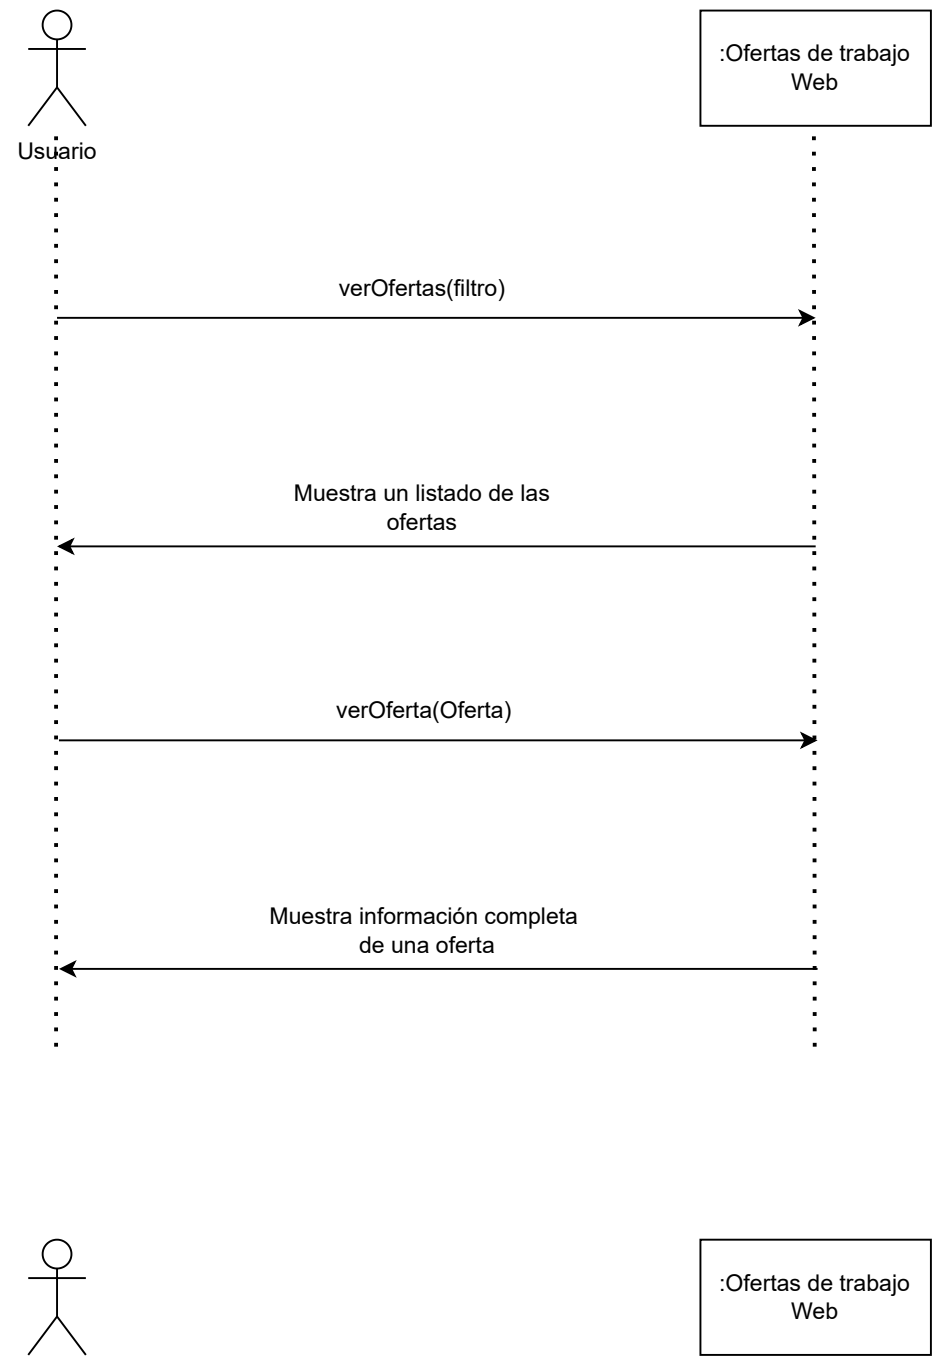 :Ofertas de trabajo
Web
Usuario
verOfertas(filtro)
Muestra un listado de las
ofertas
verOferta(Oferta)
Muestra información completa
de una oferta
:Ofertas de trabajo
Web